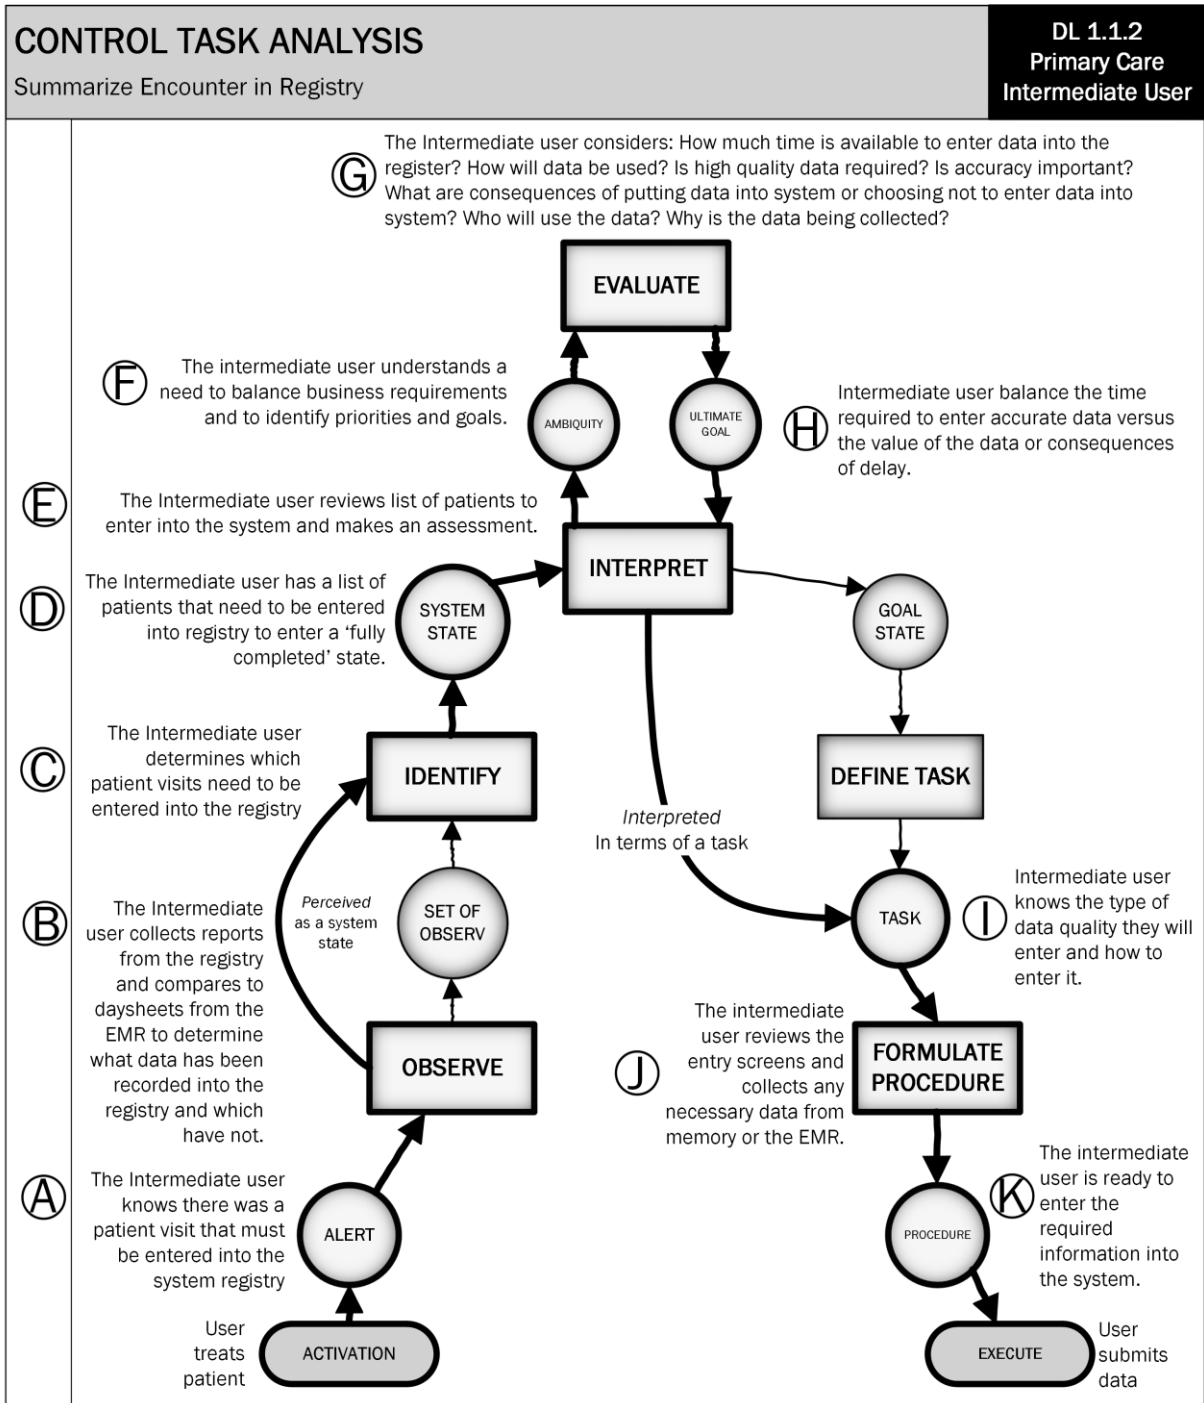 CONTROL TASK ANALYSIS
Summarize Encounter in Registry
DL 1.1.2
Primary Care
Intermediate User
G
The Intermediate user considers: How much time is available to enter data into the
register? How will data be used? Is high quality data required? Is accuracy important?
What are consequences of putting data into system or choosing not to enter data into
system? Who will use the data? Why is the data being collected?
EVALUATE
F
The intermediate user understands a
need to balance business requirements
and to identify priorities and goals.
AMBIQUITY
ULTIMATE
GOAL
H
Intermediate user balance the time
required to enter accurate data versus
the value of the data or consequences
of delay.
E
The Intermediate user reviews list of patients to
enter into the system and makes an assessment.
INTERPRET
D
The Intermediate user has a list of
patients that need to be entered
into registry to enter a ‘fully
completed’ state.
SYSTEM
STATE
GOAL
STATE
C
The Intermediate user
determines which
patient visits need to be
entered into the registry
IDENTIFY
DEFINE TASK
Interpreted
In terms of a task
B
The Intermediate
user collects reports
from the registry
and compares to
daysheets from the
EMR to determine
what data has been
recorded into the
registry and which
have not.
Perceived
as a system
state
SET OF
OBSERV
TASK
I
Intermediate user
knows the type of
data quality they will
enter and how to
enter it.
OBSERVE
J
The intermediate
user reviews the
entry screens and
collects any
necessary data from
memory or the EMR.
FORMULATE
PROCEDURE
A
The Intermediate user
knows there was a
patient visit that must
be entered into the
system registry
ALERT
PROCEDURE
K
The intermediate
user is ready to
enter the
required
information into
the system.
User
treats
patient
ACTIVATION
EXECUTE
User
submits
data